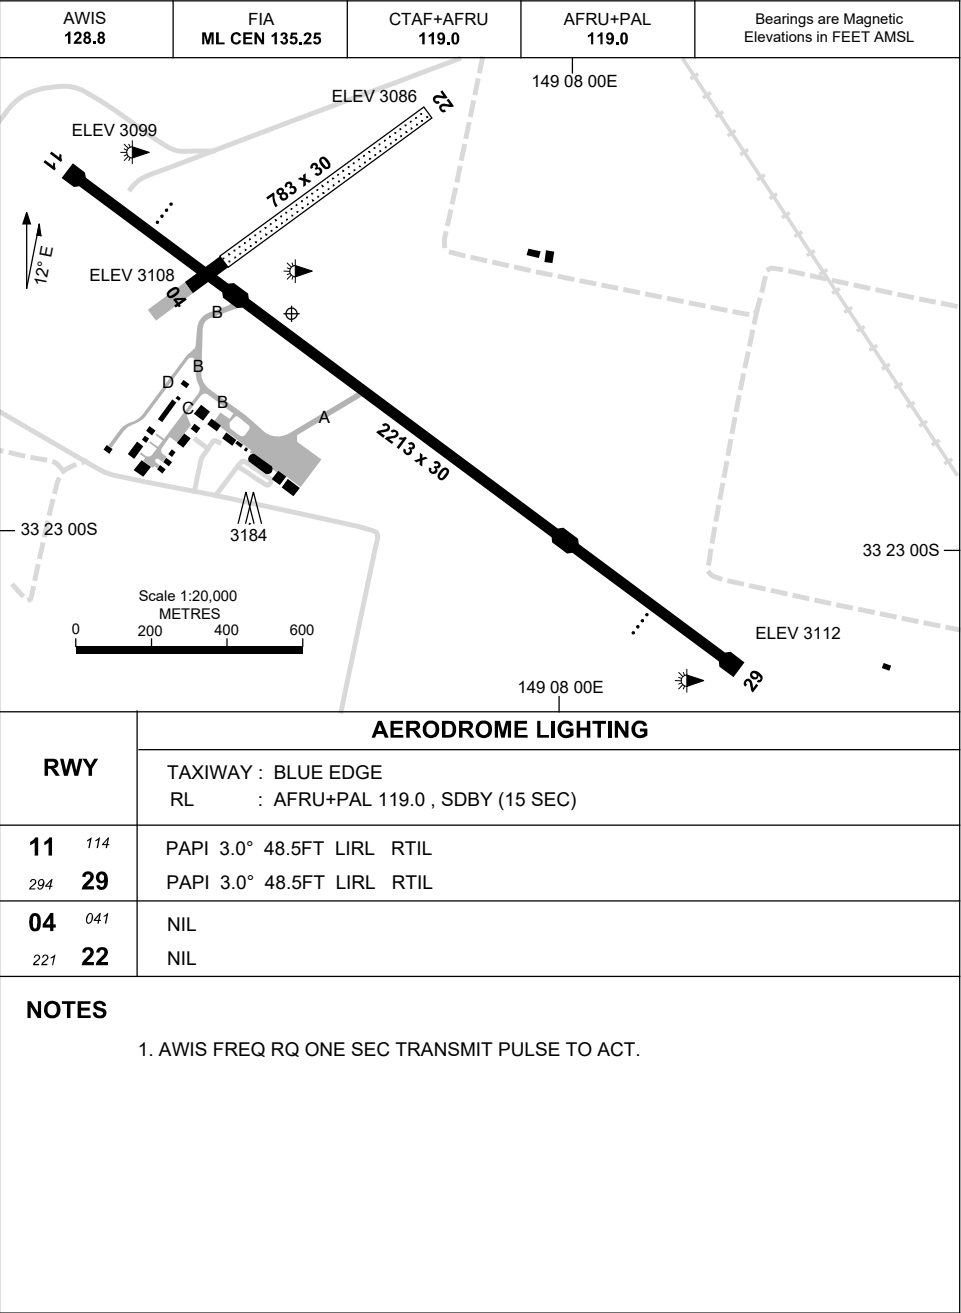 AWIS
128.8
FIA
ML CEN 135.25
CTAF+AFRU
119.0
AFRU+PAL
119.0
Bearings are Magnetic
Elevations in FEET AMSL
149 08 00E
ELEV 3086
22
ELEV 3099
11
783 x 30
12° E
ELEV 3108
04
B
B
D
C
B
A
2213 x 30
3184
33 23 00S
33 23 00S
Scale 1:20,000
METRES
0 200 400 600
ELEV 3112
29
149 08 00E
RWY
AERODROME LIGHTING
TAXIWAY : BLUE EDGE
RL : AFRU+PAL 119.0 , SDBY (15 SEC)
11 114 PAPI 3.0° 48.5FT LIRL RTIL
294 29 PAPI 3.0° 48.5FT LIRL RTIL
04 041 NIL
221 22 NIL
NOTES
1. AWIS FREQ RQ ONE SEC TRANSMIT PULSE TO ACT.